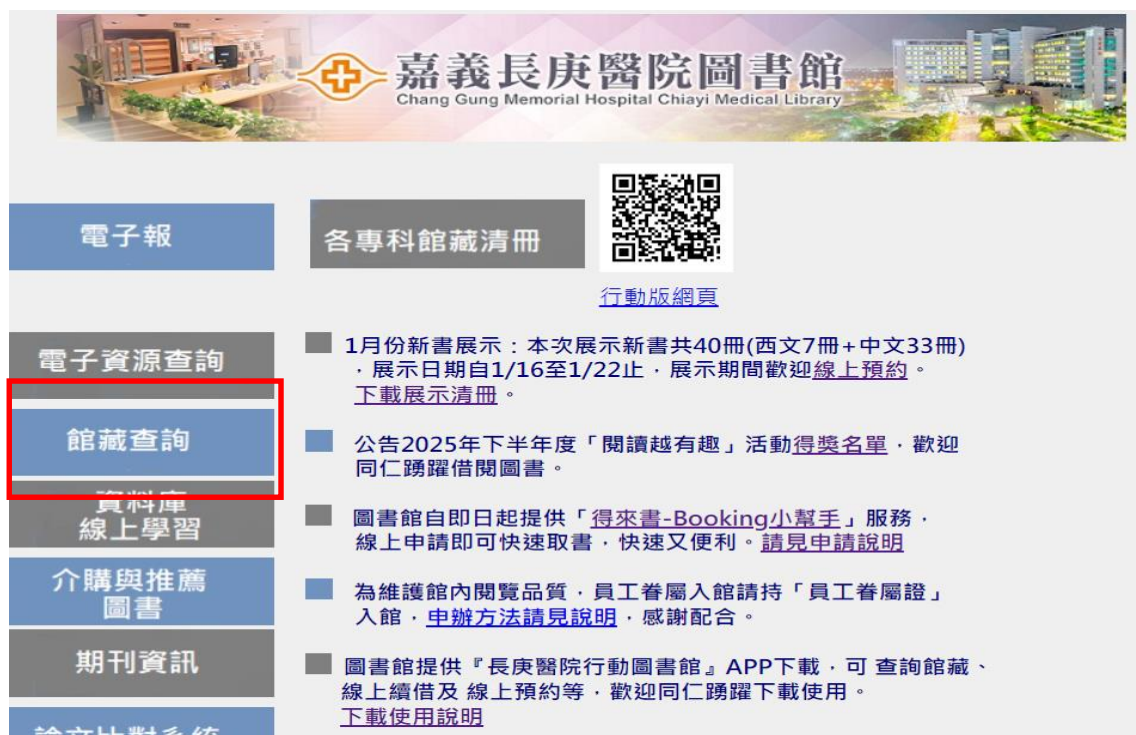 嘉義長庚醫院圖書館
Chang Gung Memorial Hospital Chiayi Medical Library
電子報
各專科館藏清冊
行動版網頁
電子資源查詢
館藏查詢
資料庫
線上學習
介購與推薦
圖書
期刊資訊
論文比對系統
1月份新書展示：本次展示新書共40冊(西文7冊+中文33冊)
，展示日期自1/16至1/22止，展示期間歡迎線上預約。
下載展示清冊。
公告2025年下半年度「閱讀越有趣」活動得獎名單，歡迎
同仁踴躍借閱圖書。
圖書館自即日起提供「得來書-Booking小幫手」服務，
線上申請即可快速取書，快速又便利。請見申請說明
為維護館內閱覽品質，員工眷屬入館請持「員工眷屬證」
入館，申辦方法請見說明，感謝配合。
圖書館提供『長庚醫院行動圖書館』APP下載，可 查詢館藏、
線上續借及 線上預約等，歡迎同仁踴躍下載使用。
下載使用說明